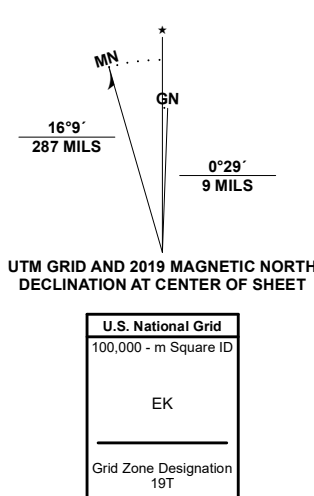 ★
MN
GN
16°9´
287 MILS
0°29´
9 MILS
UTM GRID AND 2019 MAGNETIC NORTH
DECLINATION AT CENTER OF SHEET
U.S. National Grid
100,000 - m Square ID
EK
Grid Zone Designation
19T